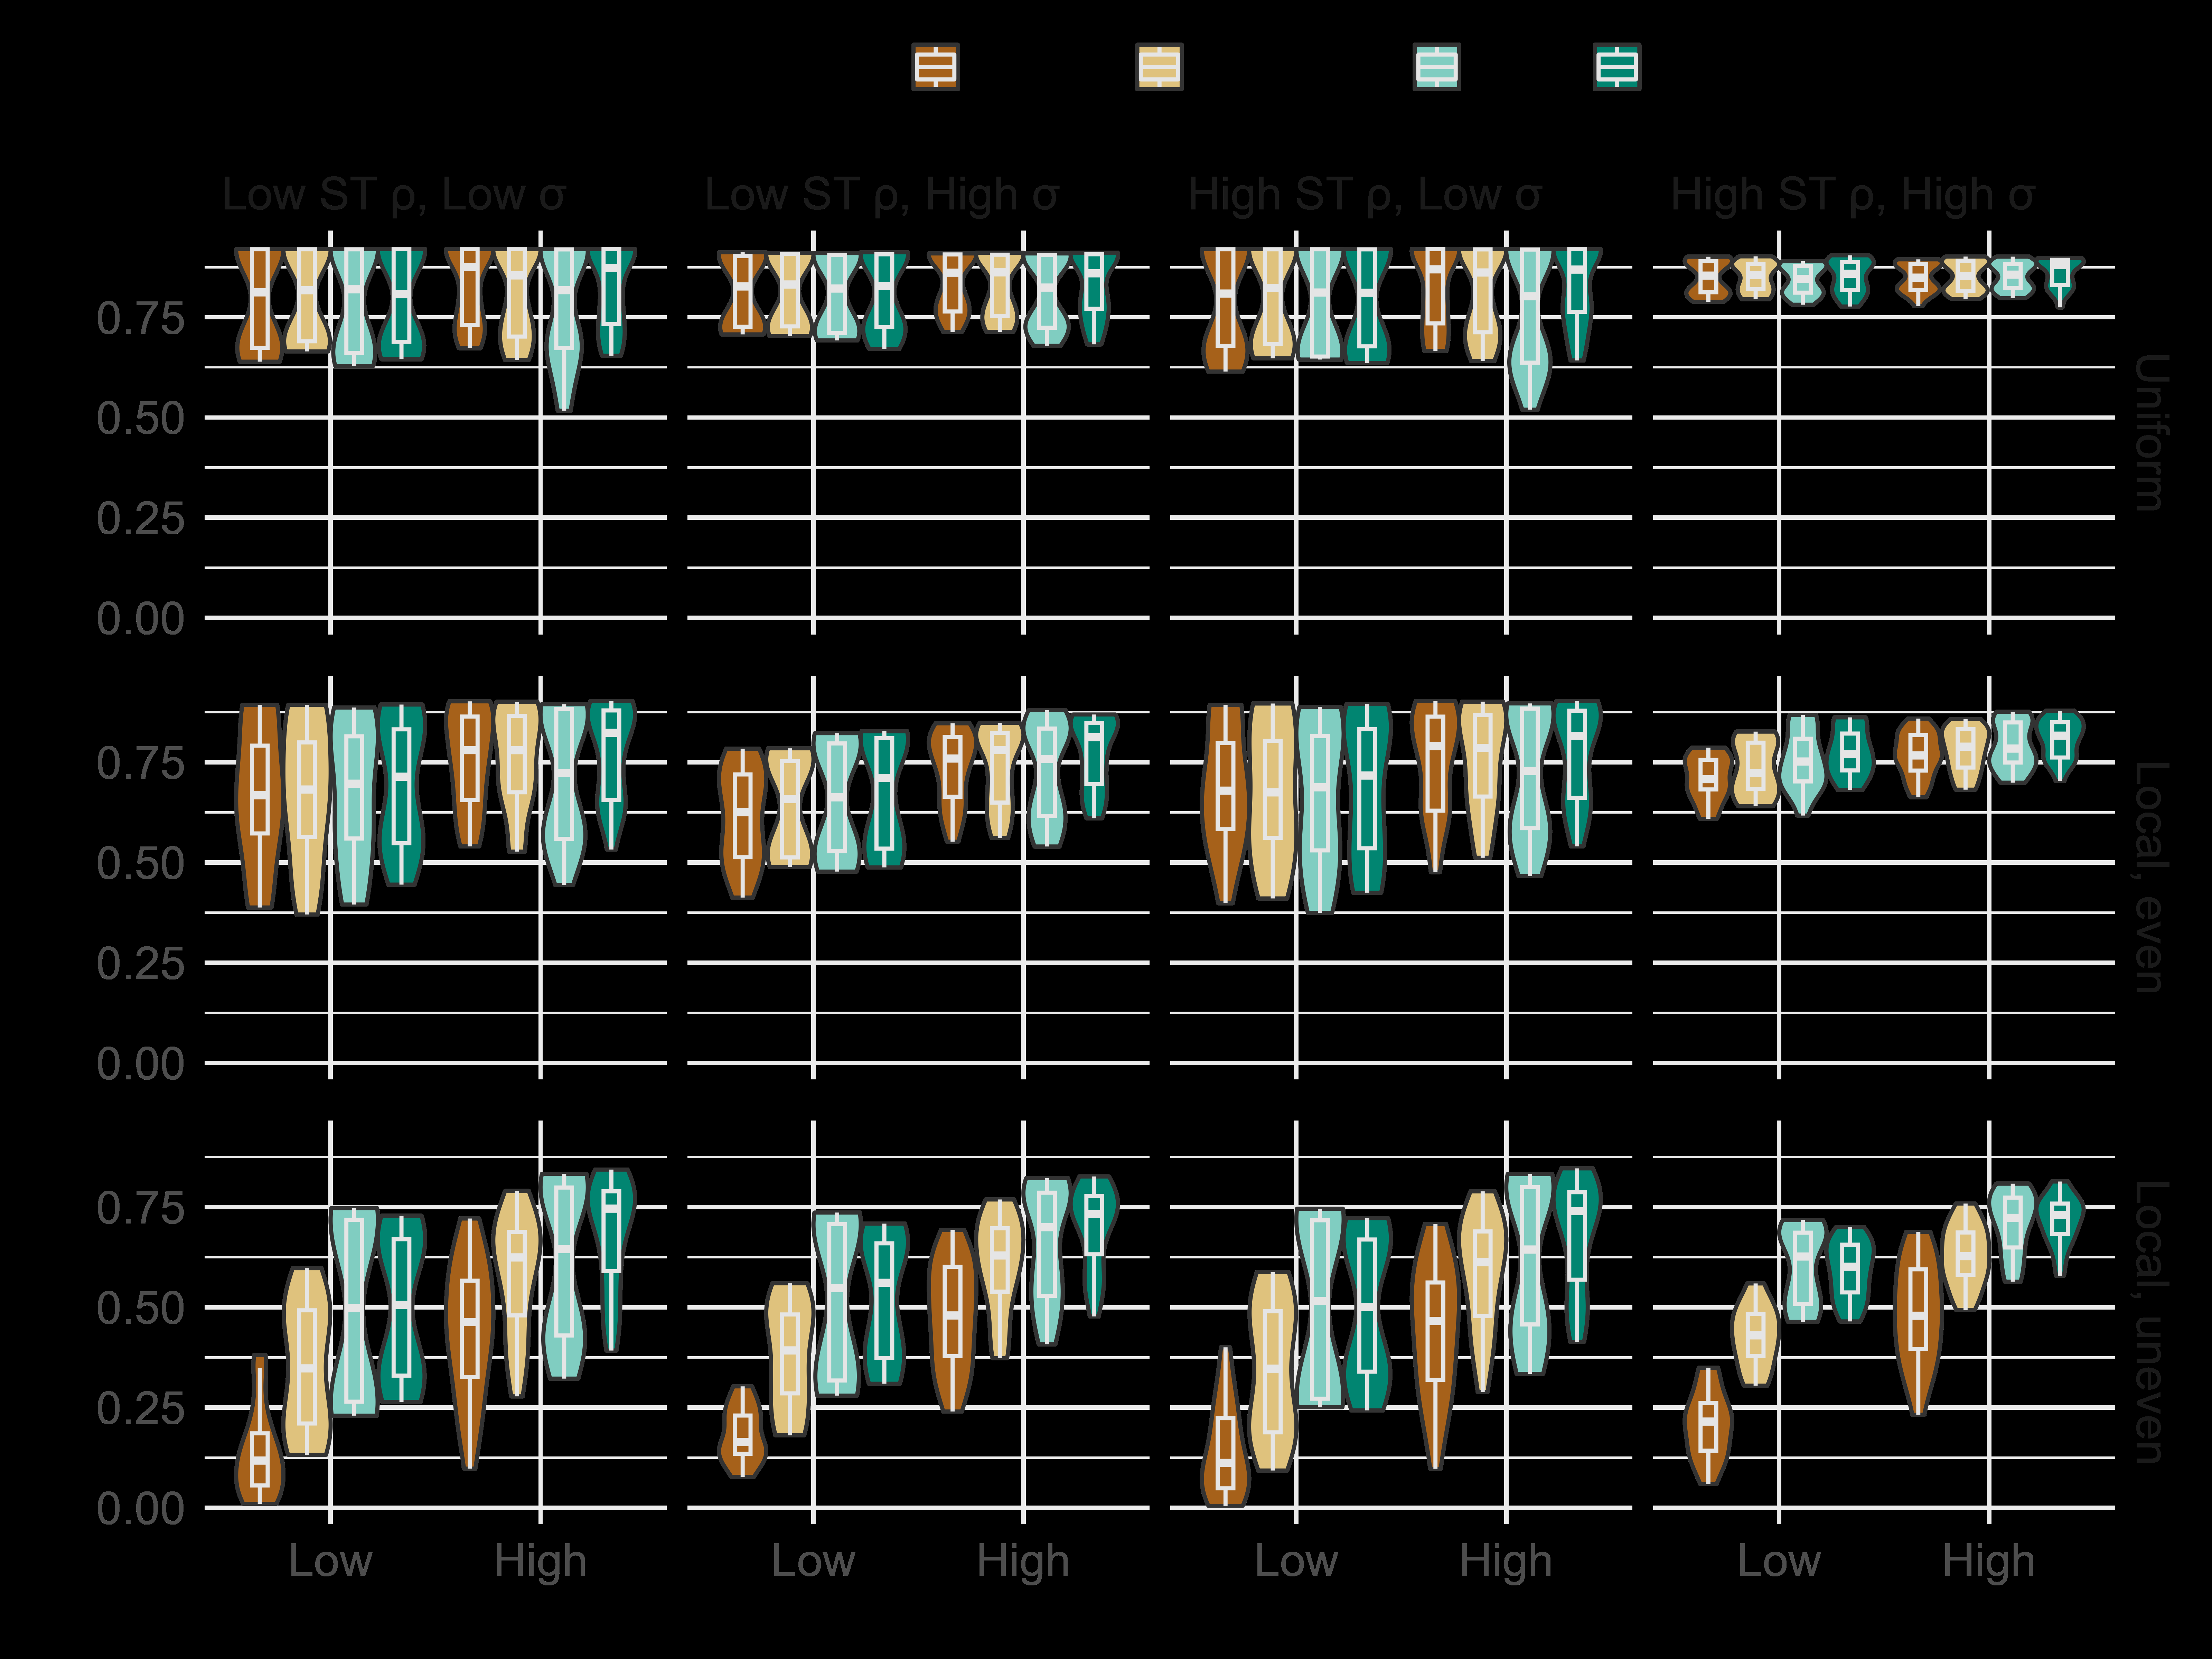 Low ST ρ, Low σ
Low ST ρ, High σ
High ST ρ, Low σ
High ST ρ, High σ
0.75
0.50
0.25
0.00
Uniform
0.75
0.50
0.25
0.00
Local, even
0.75
0.50
0.25
0.00
Local, uneven
Low High Low High Low High Low High